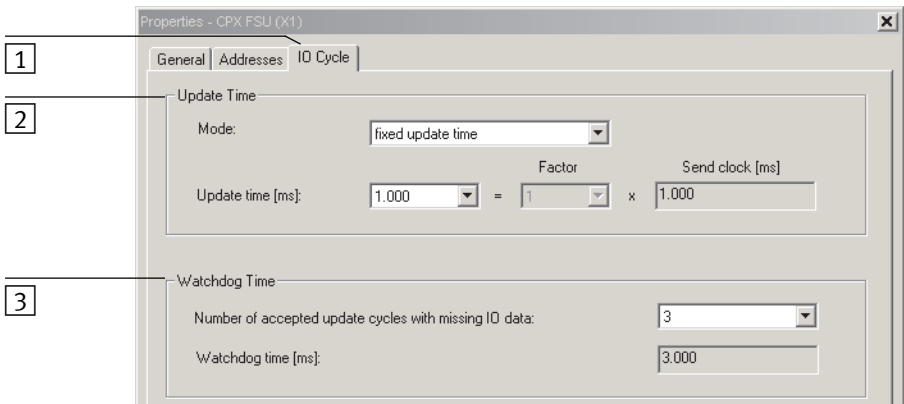 Properties - CPX FSU (X1)
1
General Addresses IO Cycle
2
Update Time
Mode: fixed update time
Factor Send clock [ms]
Update time [ms]: 1.000 = 1 x 1.000
3
Watchdog Time
Number of accepted update cycles with missing IO data: 3
Watchdog time [ms]: 3.000